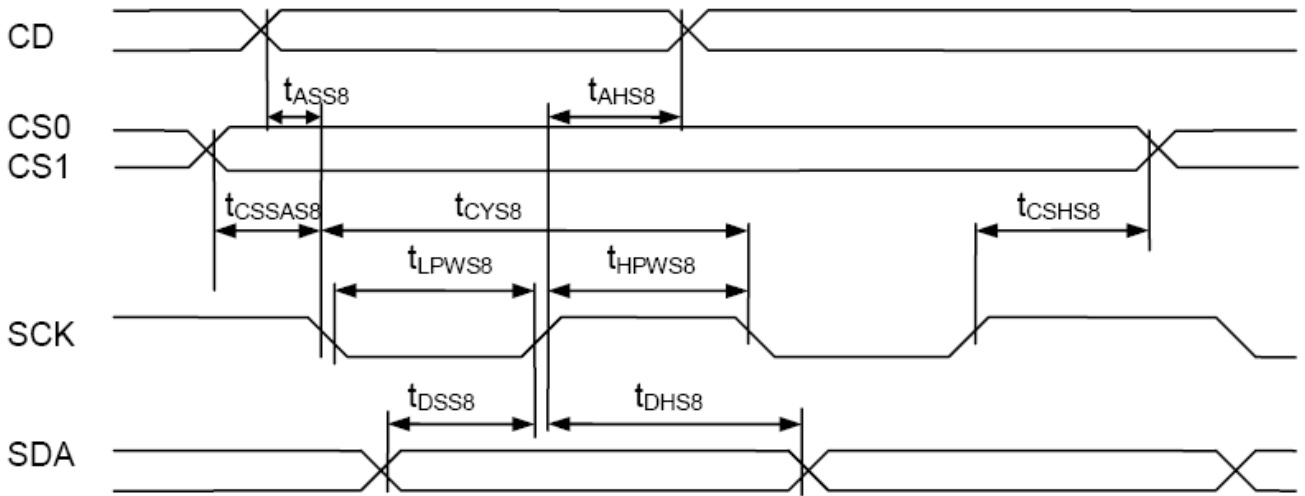 CD
tASS8
tAHS8
CS0
CS1
tCSSAS8
tCYS8
tCSHS8
tLPWS8
tHPWS8
SCK
tDSS8
tDHS8
SDA